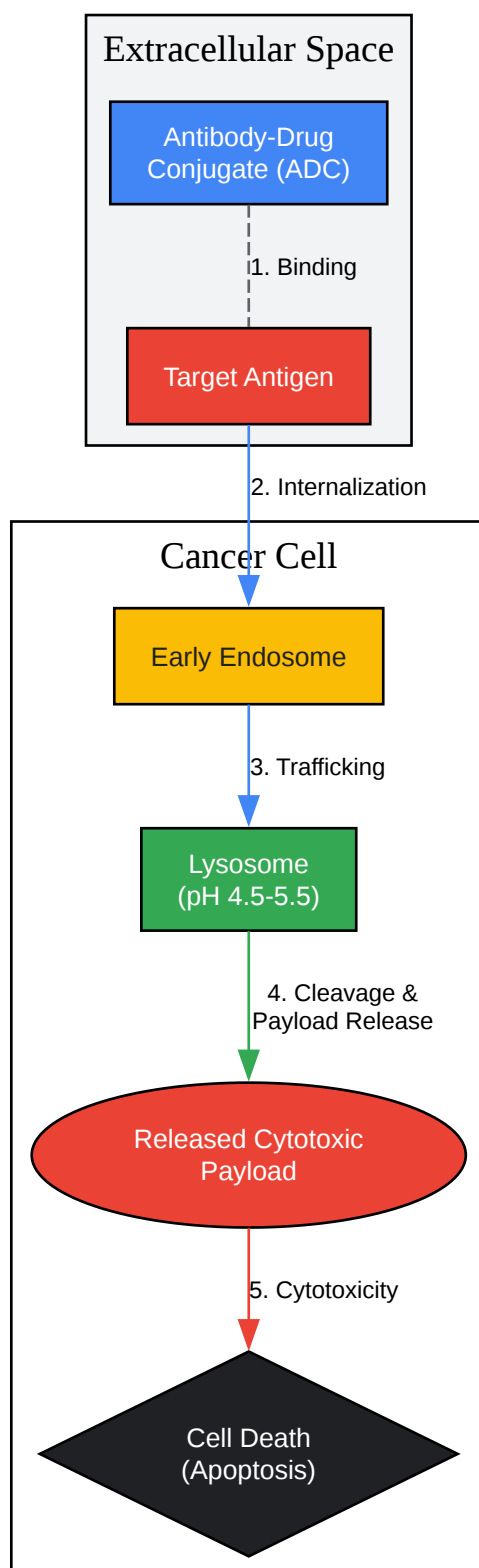 Extracellular Space
Antibody-Drug
Conjugate (ADC)
1. Binding
Target Antigen
2. Internalization
Cancer Cell
Early Endosome
3. Trafficking
Lysosome
(pH 4.5-5.5)
4. Cleavage &
Payload Release
Released Cytotoxic
Payload
5. Cytotoxicity
Cell Death
(Apoptosis)